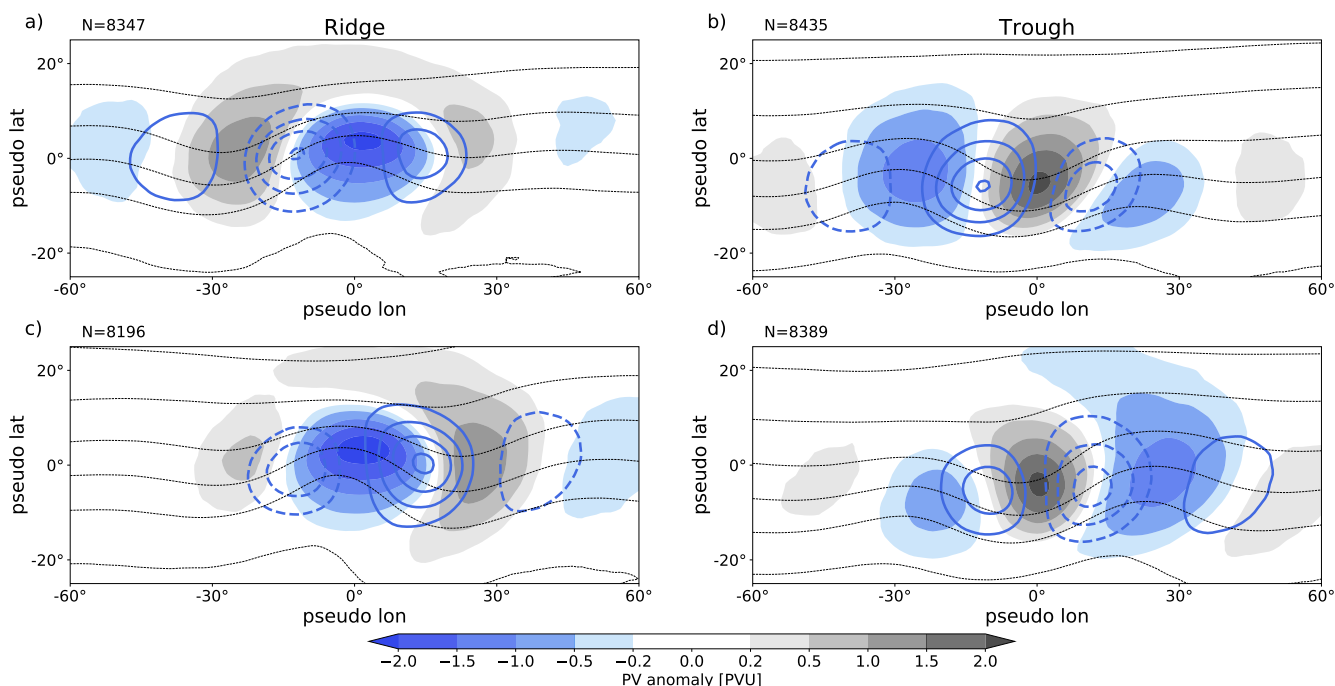 a) N=8347 Ridge
b) N=8435 Trough
20°
0°
-20°
pseudo lat
-60° -30° 0° 30° 60°
pseudo lon
20°
0°
-20°
pseudo lat
-60° -30° 0° 30° 60°
pseudo lon
c) N=8196
d) N=8389
20°
0°
-20°
pseudo lat
-60° -30° 0° 30° 60°
pseudo lon
20°
0°
-20°
pseudo lat
-60° -30° 0° 30° 60°
pseudo lon
−2.0 −1.5 −1.0 −0.5 −0.2 0.0 0.2 0.5 1.0 1.5 2.0
PV anomaly [PVU]